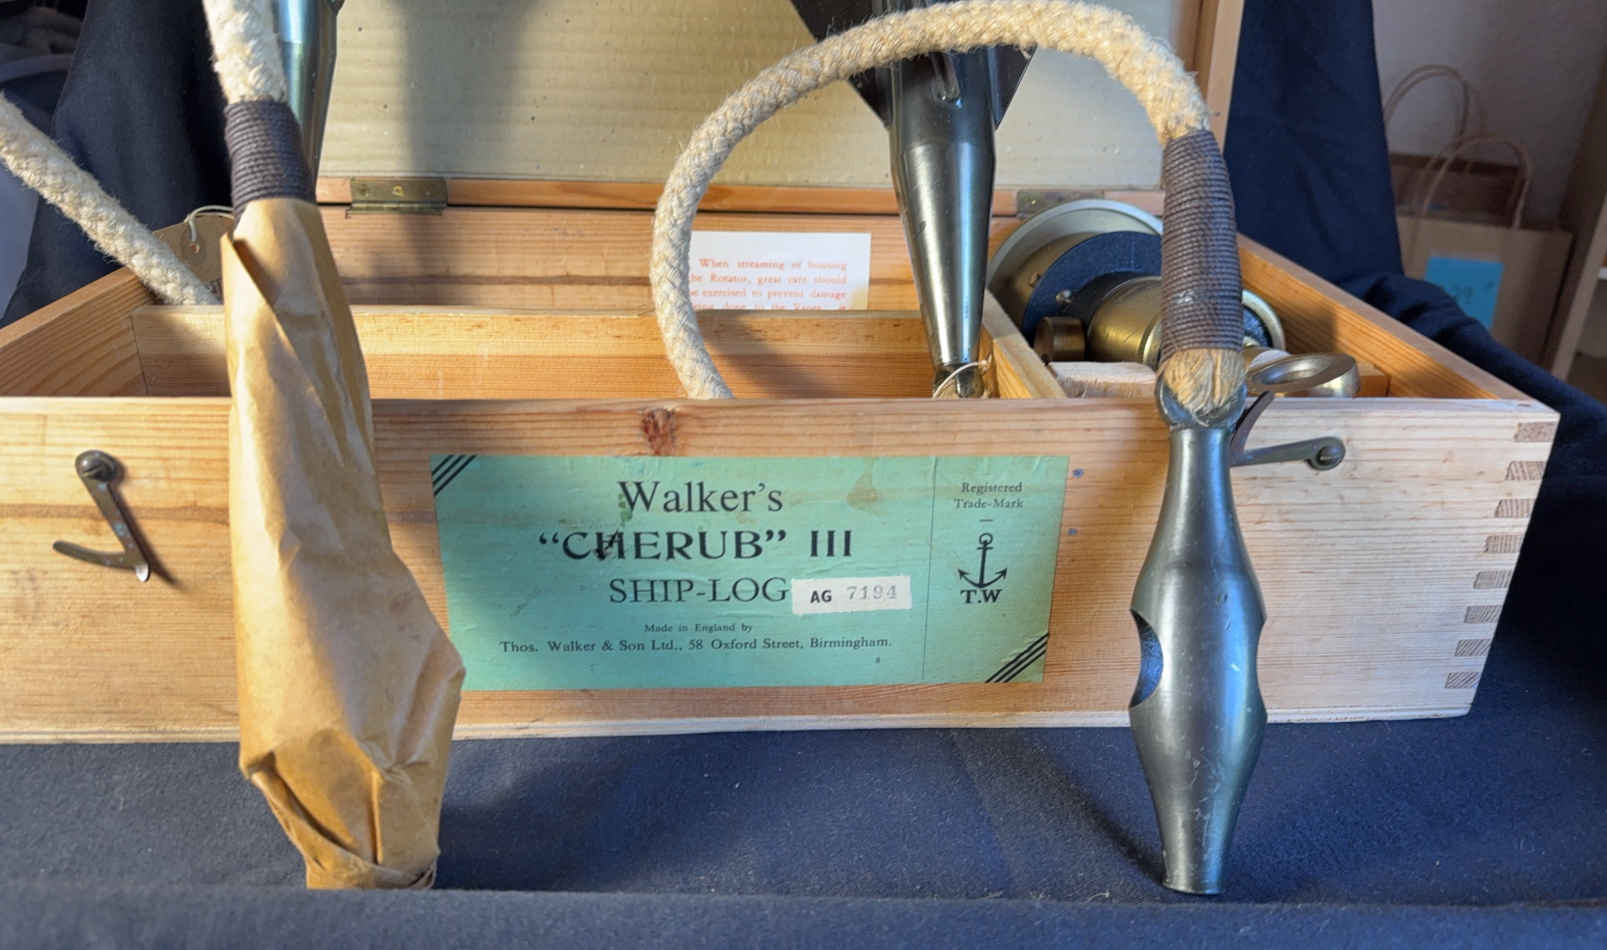 When streaming or housing
the Rotator, great care should
be exercised to prevent damage
Walker's
"CHERUB" III
SHIP-LOG
AG 7194
Made in England by
Thos. Walker & Son Ltd., 58 Oxford Street, Birmingham.
8
Registered
Trade-Mark
T.W